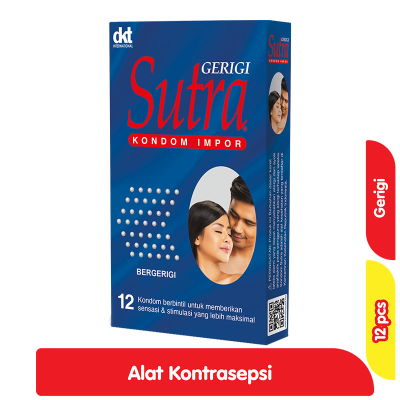 dkt
INTERNATIONAL
GERIGI
Sutra
KONDOM IMPOR
BERGERIGI
12 Kondom berbintil untuk memberikan
sensasi & stimulasi yang lebih maksimal
Gerigi
12 pcs
Alat Kontrasepsi